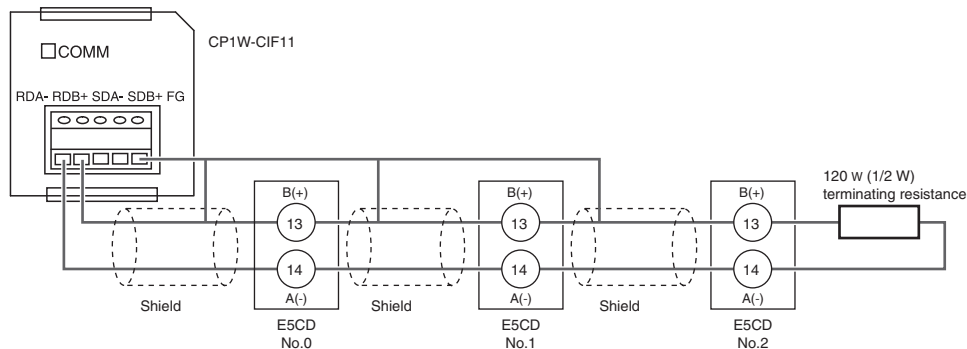 CP1W-CIF11
COMM
RDA- RDB+ SDA- SDB+ FG
120 W (1/2 W)
terminating resistance
B(+)
B(+)
B(+)
13
13
13
14
14
14
A(-)
A(-)
A(-)
Shield
Shield
Shield
E5CD
No.0
E5CD
No.1
E5CD
No.2